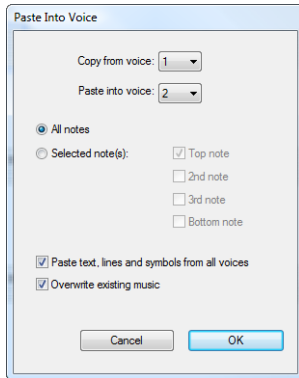 Paste Into Voice
Copy from voice: 1
Paste into voice: 2
All notes
Selected note(s): Top note
2nd note
3rd note
Bottom note
Paste text, lines and symbols from all voices
Overwrite existing music
Cancel OK